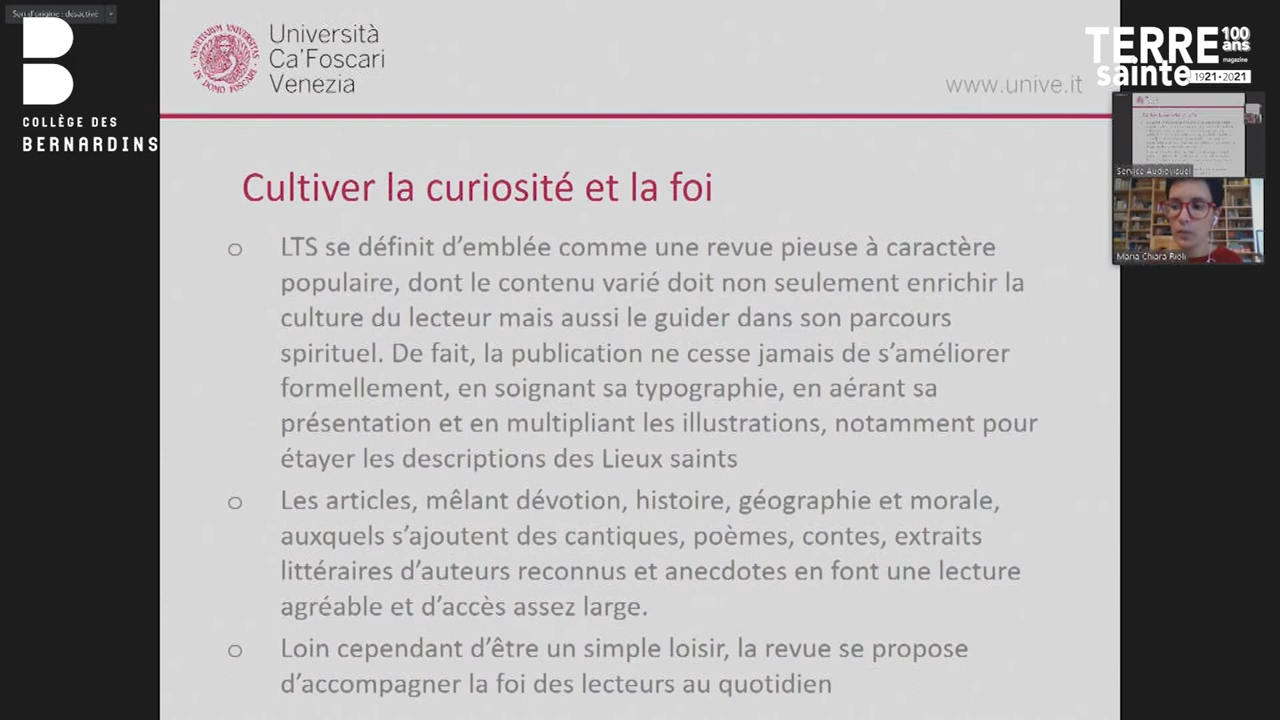 Son d'origine : désactivé
COLLÈGE DES
BERNARDINS
Università
Ca'Foscari
Venezia
www.unive.it
TERRE
sainte
100
ans
magazine
1921•2021
Service Audiovisuel
Maria Chiara Rioli
Cultiver la curiosité et la foi
LTS se définit d'emblée comme une revue pieuse à caractère
populaire, dont le contenu varié doit non seulement enrichir la
culture du lecteur mais aussi le guider dans son parcours
spirituel. De fait, la publication ne cesse jamais de s'améliorer
formellement, en soignant sa typographie, en aérant sa
présentation et en multipliant les illustrations, notamment pour
étayer les descriptions des Lieux saints
Les articles, mêlant dévotion, histoire, géographie et morale,
auxquels s'ajoutent des cantiques, poèmes, contes, extraits
littéraires d'auteurs reconnus et anecdotes en font une lecture
agréable et d'accès assez large.
Loin cependant d'être un simple loisir, la revue se propose
d'accompagner la foi des lecteurs au quotidien